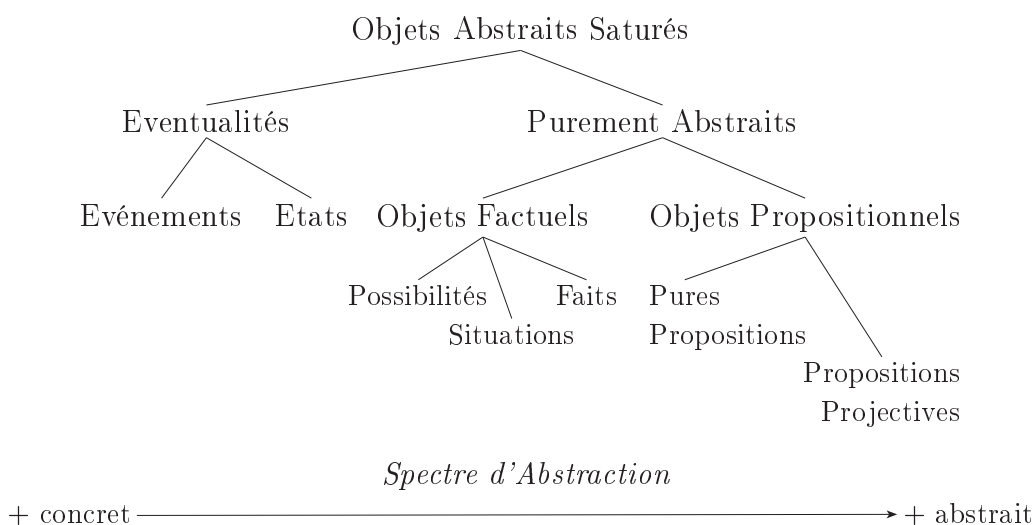 Objets Abstraits Saturés
Eventualités Purement Abstraits
Evénements Etats Objets Factuels Objets Propositionnels
Possibilités Faits Pures
Situations Propositions
Propositions
Projectives
Spectre d'Abstraction
+ concret + abstrait